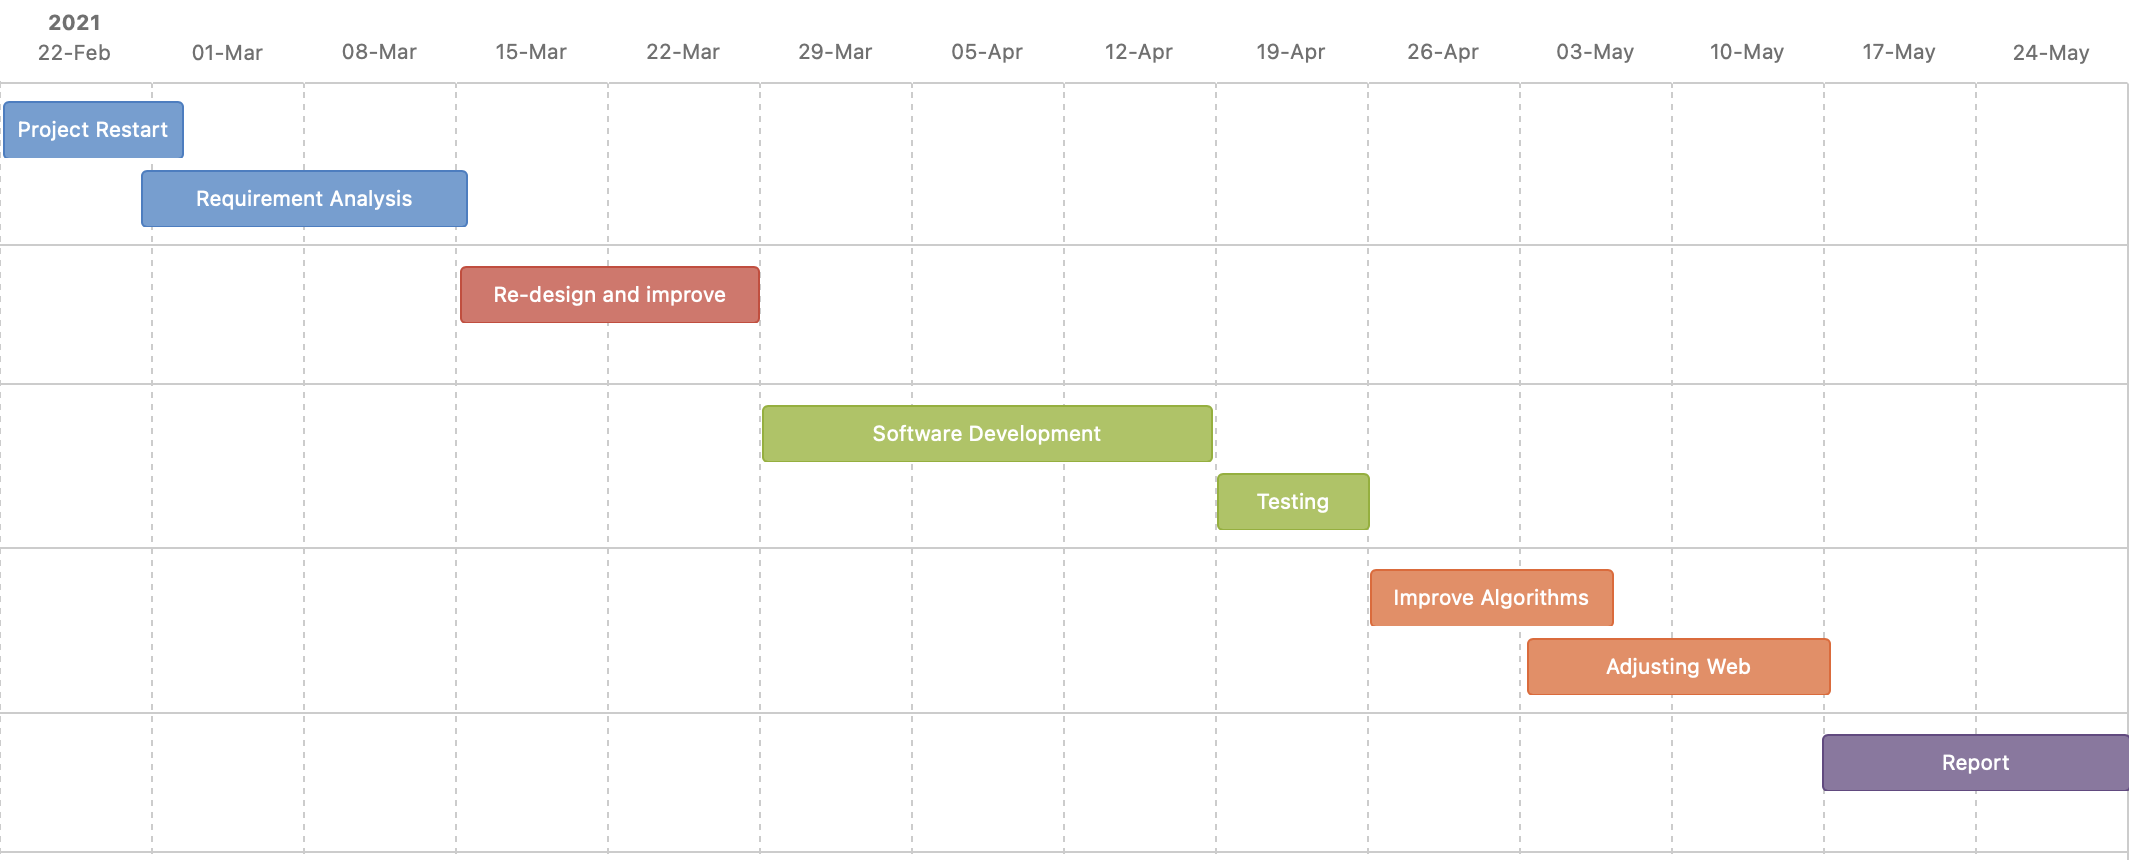 2021
22-Feb 01-Mar 08-Mar 15-Mar 22-Mar 29-Mar 05-Apr 12-Apr 19-Apr 26-Apr 03-May 10-May 17-May 24-May
Project Restart
Requirement Analysis
Re-design and improve
Software Development
Testing
Improve Algorithms
Adjusting Web
Report